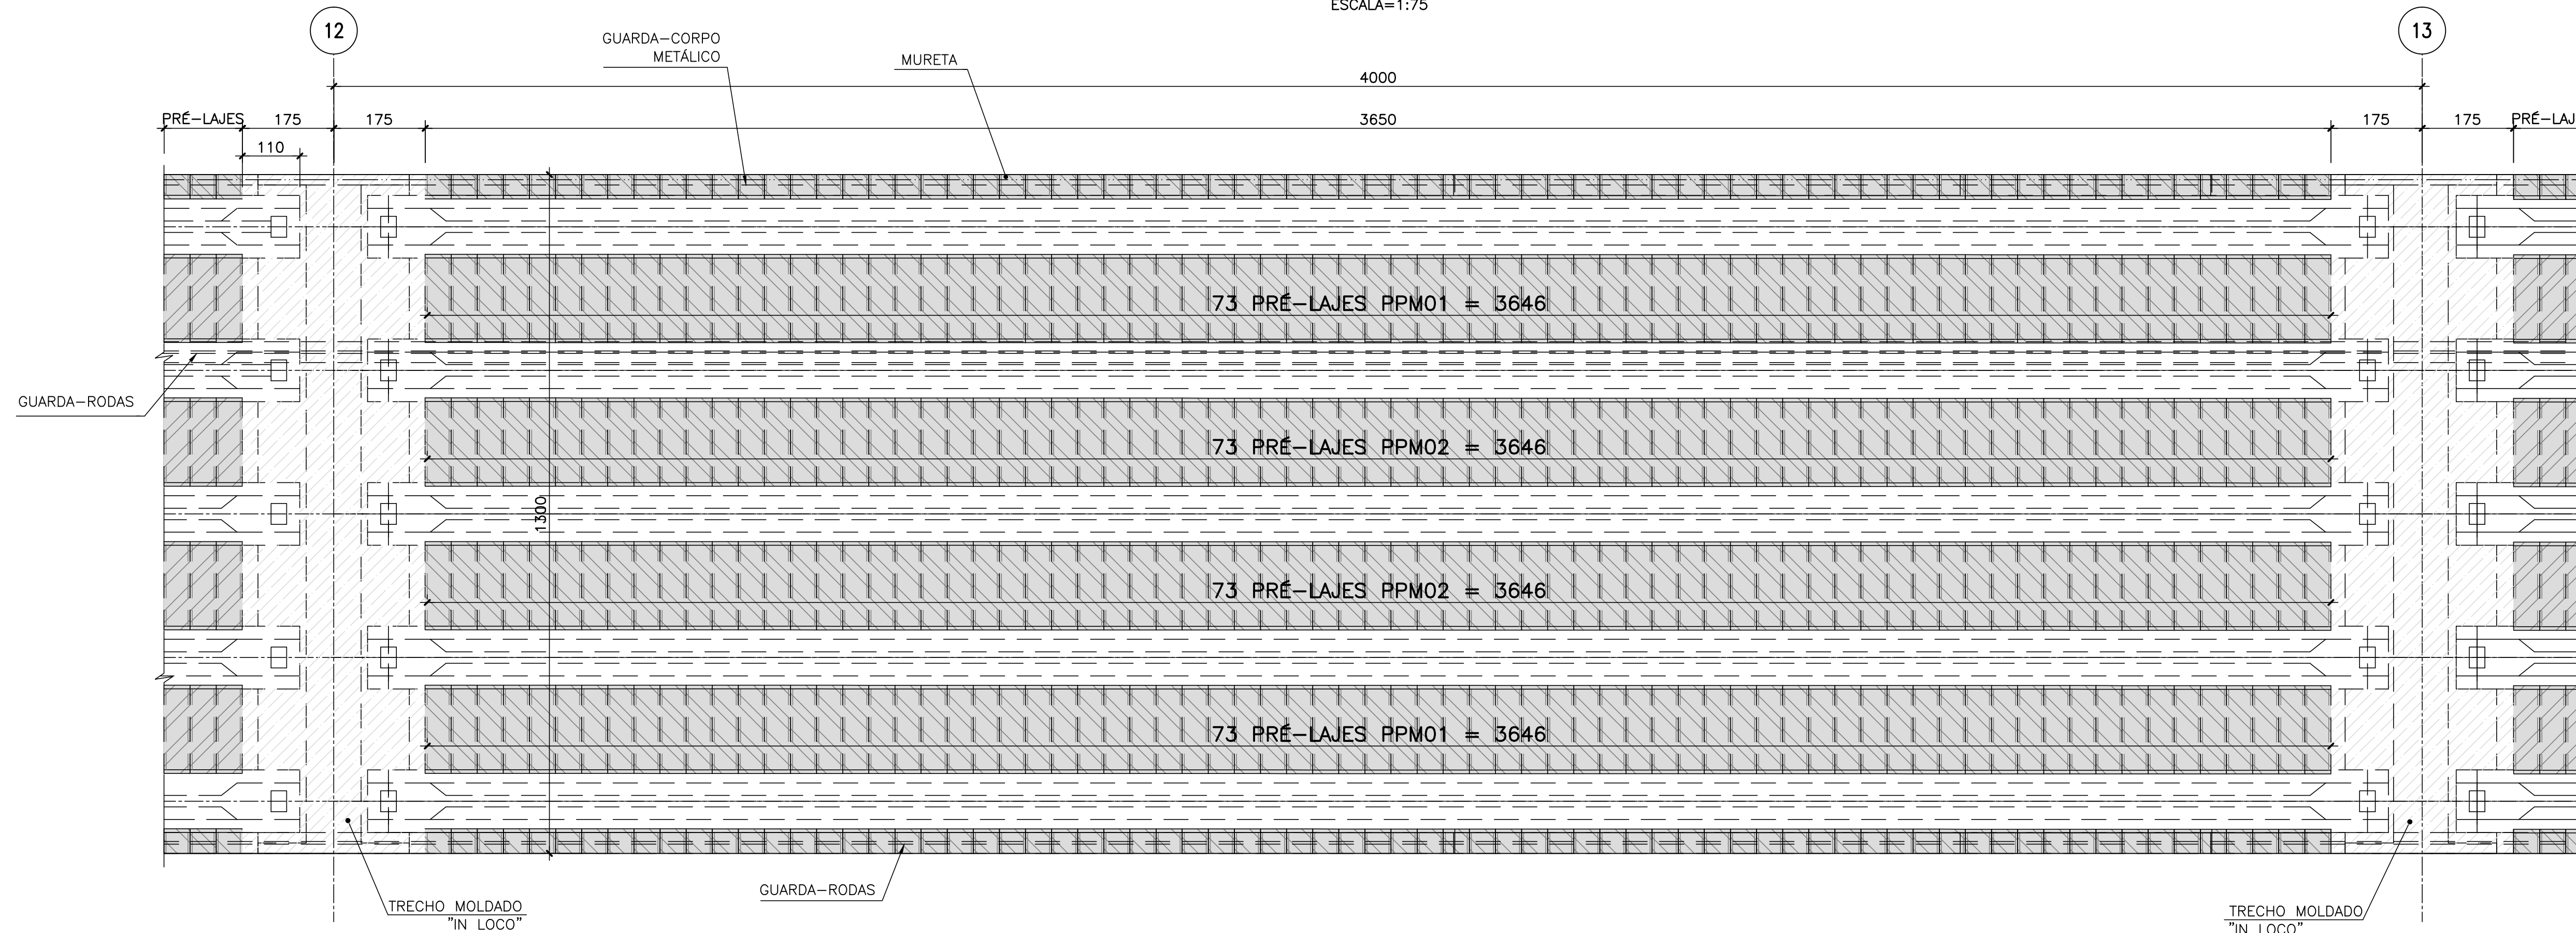 ESCALA=1:75
12
13
GUARDA-CORPO
METÁLICO
MURETA
4000
PRÉ-LAJES
175
175
3650
175
175
PRÉ-LAJ
110
73 PRÉ-LAJES PPM01 = 3646
GUARDA-RODAS
73 PRÉ-LAJES PPM02 = 3646
1300
73 PRÉ-LAJES PPM02 = 3646
73 PRÉ-LAJES PPM01 = 3646
GUARDA-RODAS
TRECHO MOLDADO
"IN LOCO"
TRECHO MOLDADO
"IN LOCO"